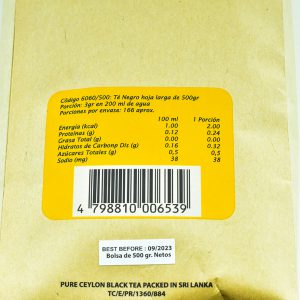 Código 6080/500: Té Negro hoja larga de 500gr
Porción: 3gr en 200 ml de agua
Porciones por envase: 166 aprox.
100 ml 1 Porción
Energía (kcal) 1.00 2.00
Proteínas (g) 0.12 0.24
Grasa Total (g) 0.00 0.00
Hidratos de Carbono Dis (g) 0.16 0.32
Azúcares Totales (g) 0,5 0,5
Sodio (mg) 38 38
4 798810 006539
BEST BEFORE : 09/2023
Bolsa de 500 gr. Netos
PURE CEYLON BLACK TEA PACKED IN SRI LANKA
TC/E/PR/1360/884